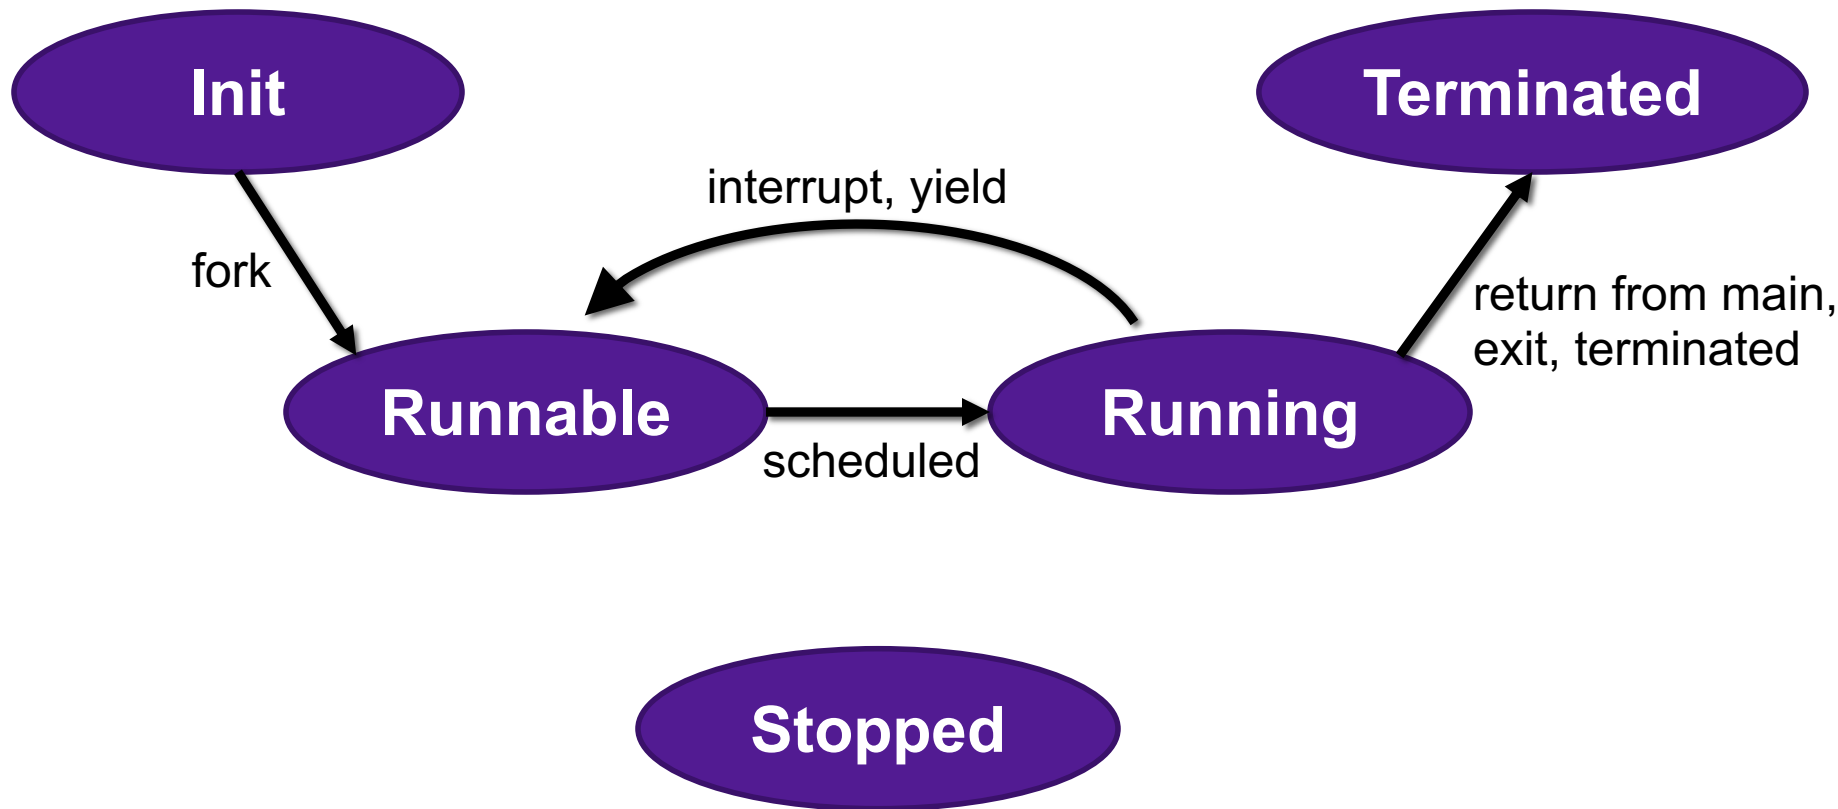 Init
Terminated
interrupt, yield
fork
return from main,
exit, terminated
Runnable
Running
scheduled
Stopped